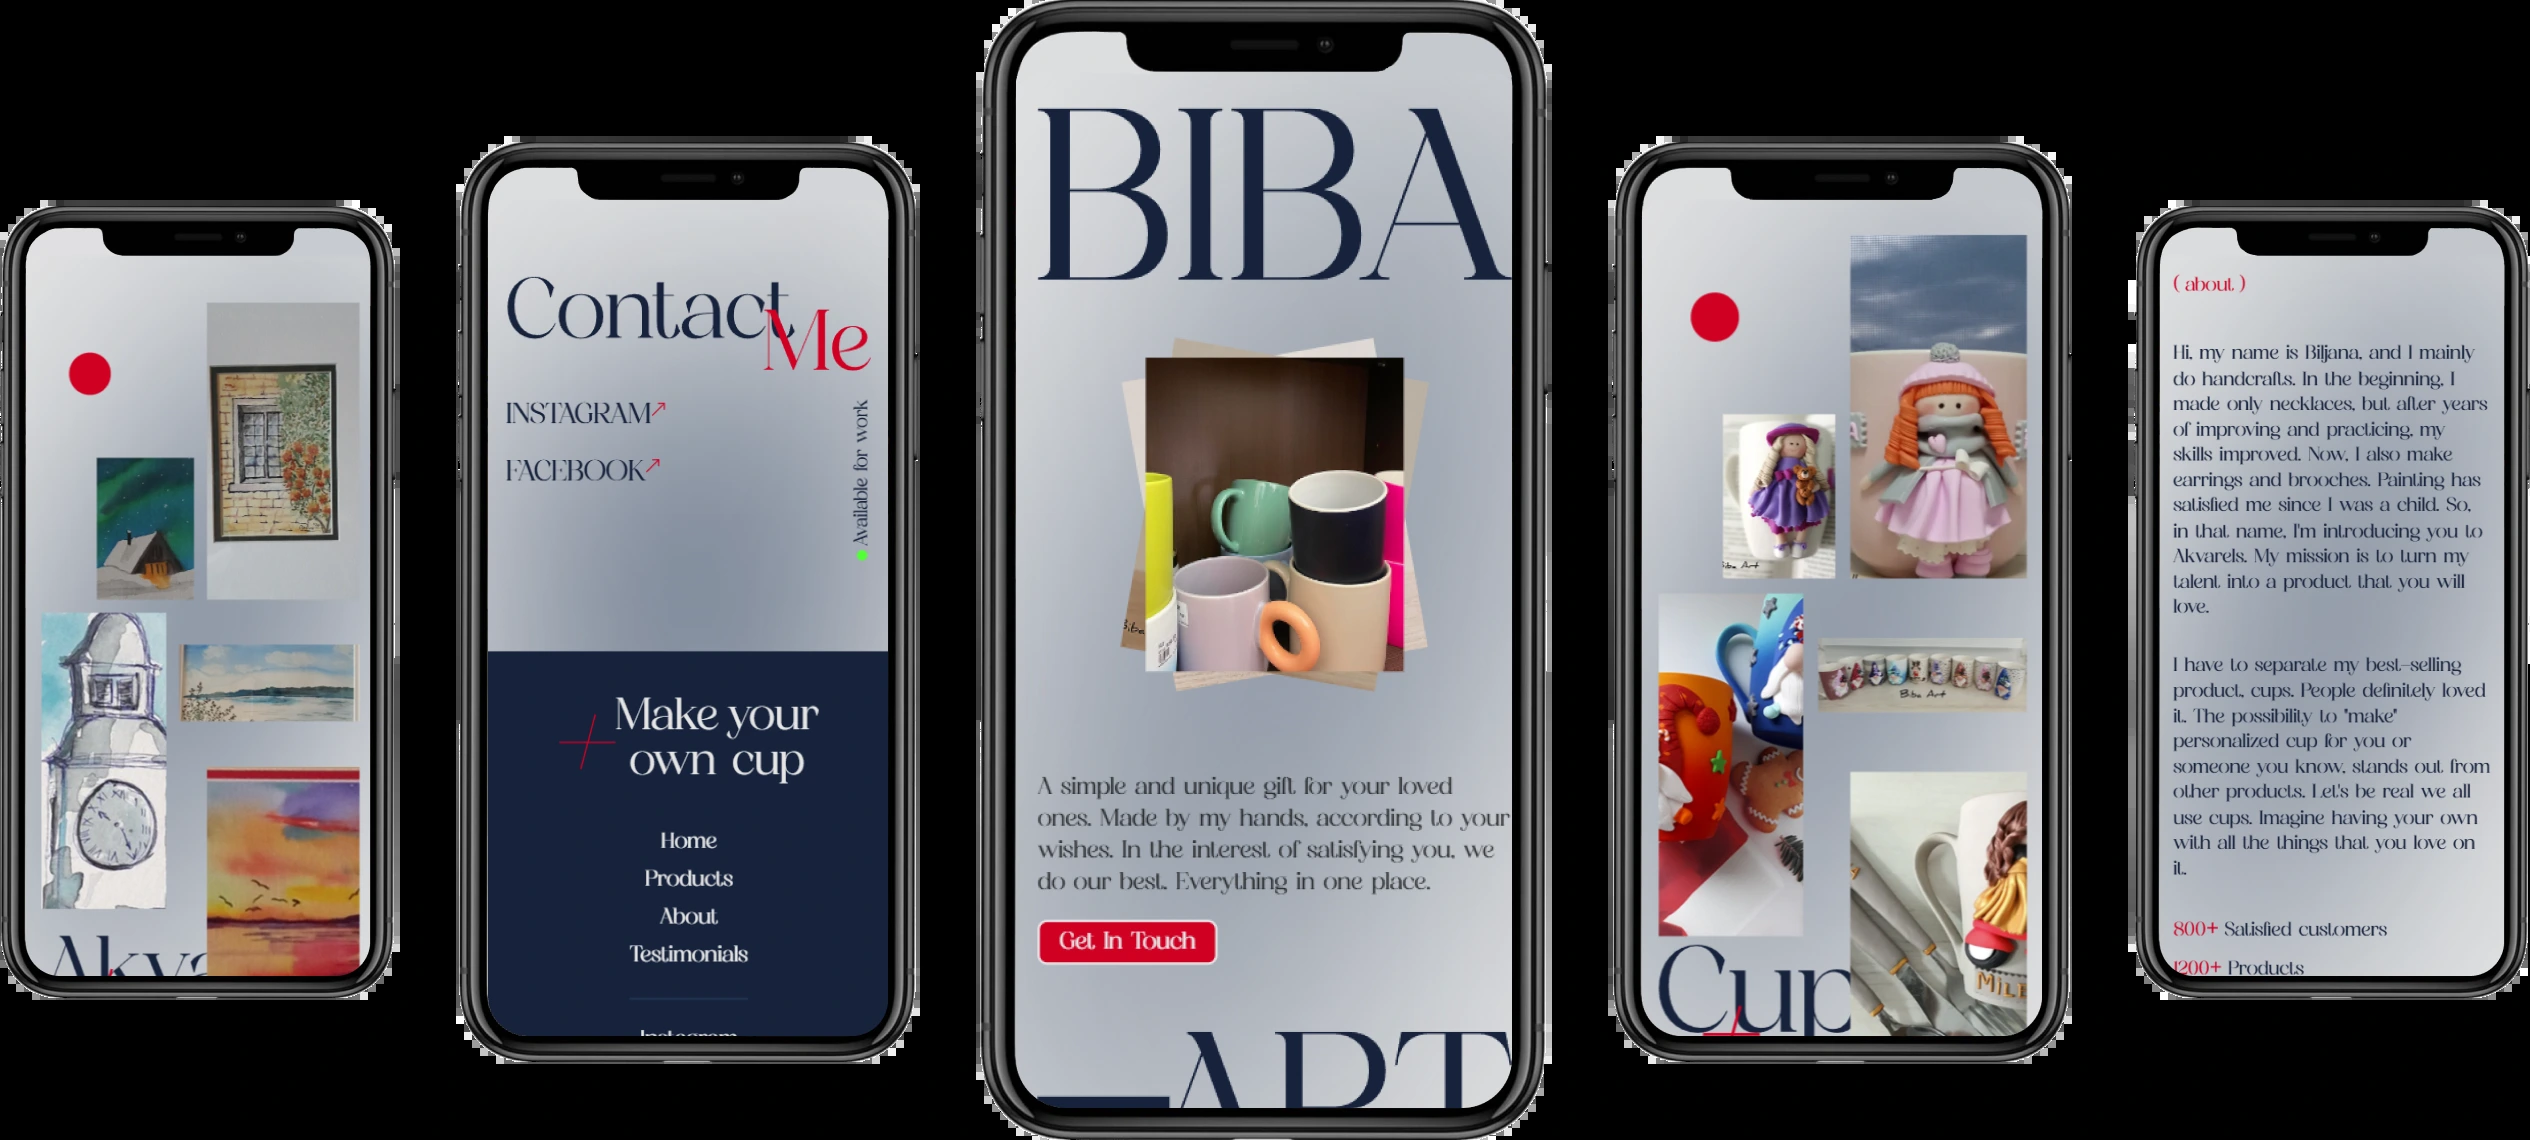 Akva
Contact
Me
INSTAGRAM↗
FACEBOOK↗
Available for work
Make your
own cup
Home
Products
About
Testimonials
Instagram
BIBA
A simple and unique gift for your loved
ones. Made by my hands, according to your
wishes. In the interest of satisfying you, we
do our best. Everything in one place.
Get In Touch
ART
Biba Art
Biba Art
MIL
Cup
( about )
Hi, my name is Biljana, and I mainly
do handcrafts. In the beginning, I
made only necklaces, but after years
of improving and practicing, my
skills improved. Now, I also make
earrings and brooches. Painting has
satisfied me since I was a child. So,
in that name, I'm introducing you to
Akvarels. My mission is to turn my
talent into a product that you will
love.
I have to separate my best-selling
product, cups. People definitely loved
it. The possibility to "make"
personalized cup for you or
someone you know, stands out from
other products. Let's be real we all
use cups. Imagine having your own
with all the things that you love on
it.
800+ Satisfied customers
1200+ Products